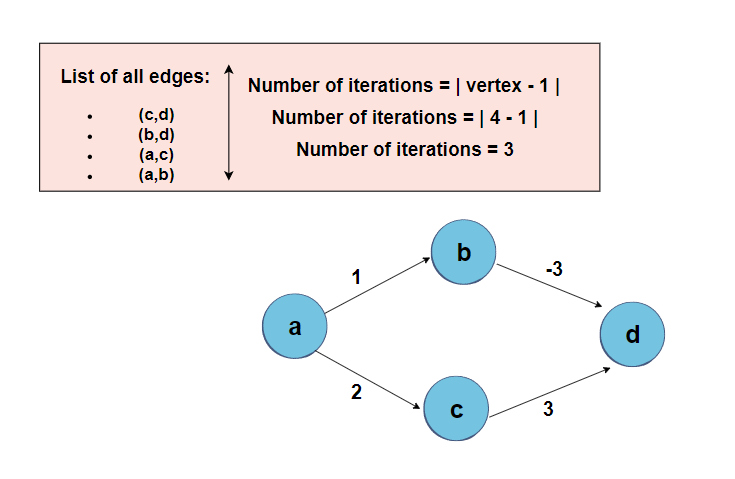 List of all edges:
• (c,d)
• (b,d)
• (a,c)
• (a,b)
Number of iterations = | vertex - 1 |
Number of iterations = | 4 - 1 |
Number of iterations = 3
b
1
-3
a
d
2
c
3